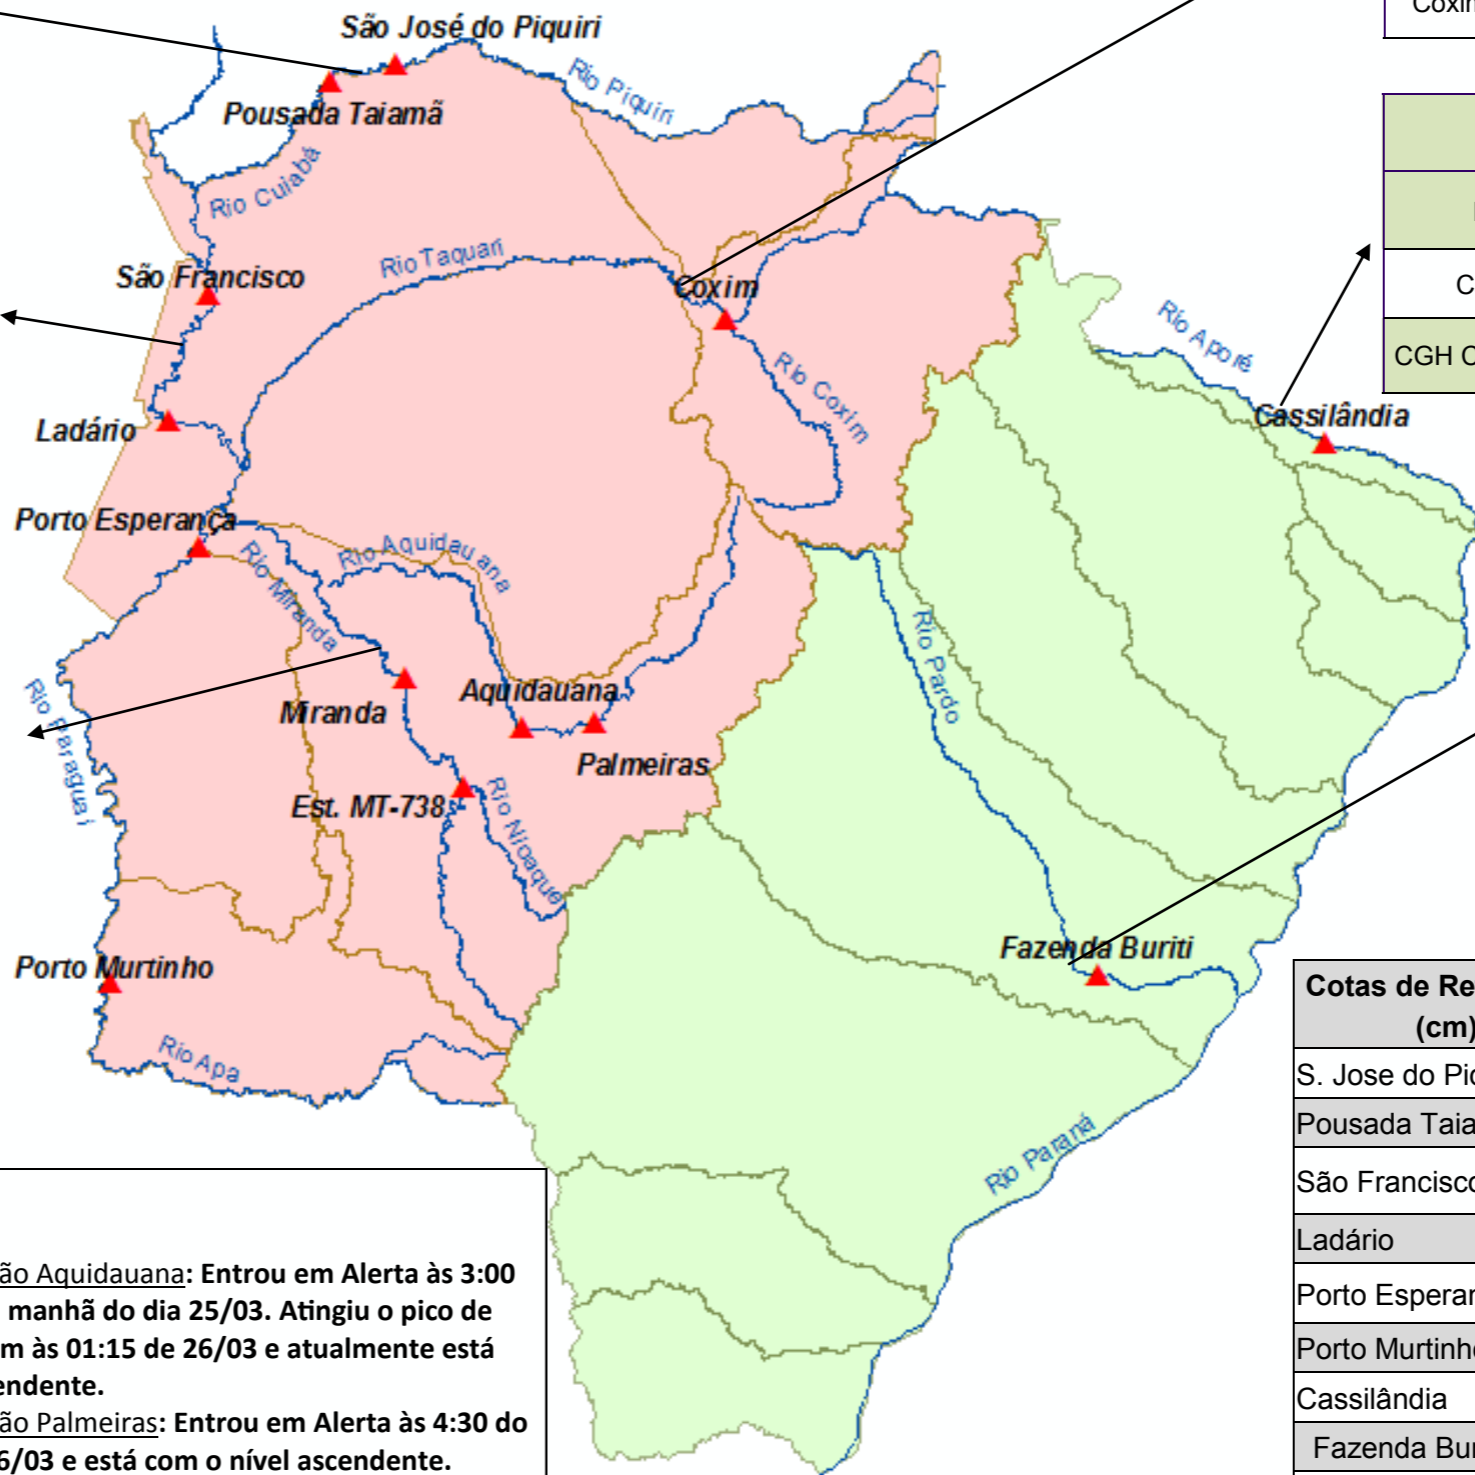 São José do Piquiri
Rio Piquiri
Pousada Taiamã
Rio Cuiabá
Rio Taquari
São Francisco
Coxim
Rio Aporé
CGH C
Rio Coxim
Cassilândia
Ladário
Porto Esperança
Rio Aquidauana
Rio Miranda
Rio Pardo
Rio Paraguai
Aquidauana
Miranda
Palmeiras
Est. MT-738
Rio Nioaque
Fazenda Buriti
Porto Murtinho
Rio Apa
Rio Paraná
ão Aquidauana: Entrou em Alerta às 3:00
manhã do dia 25/03. Atingiu o pico de
m às 01:15 de 26/03 e atualmente está
endente.
ão Palmeiras: Entrou em Alerta às 4:30 do
6/03 e está com o nível ascendente.
Cotas de Re
(cm)
S. Jose do Pi
Pousada Taia
São Francisco
Ladário
Porto Espera
Porto Murtinh
Cassilândia
Fazenda Bu